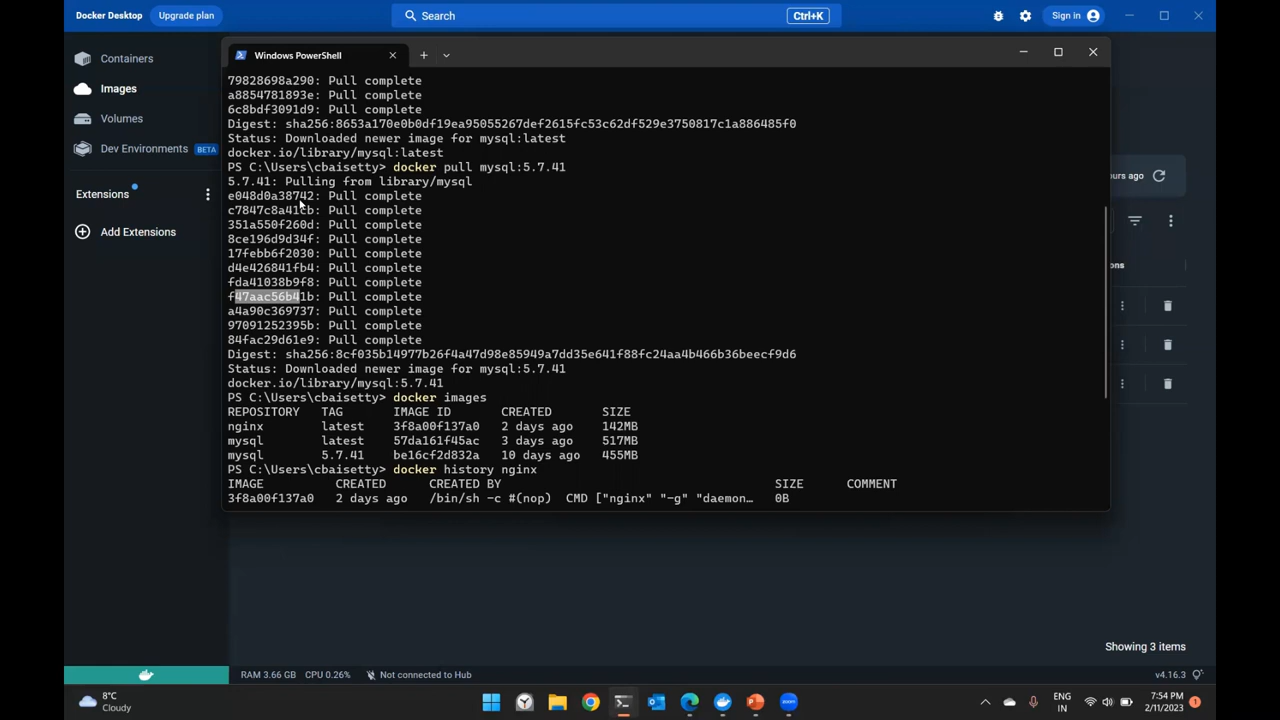 Docker Desktop
Upgrade plan
Search
Ctrl+K
Sign in
Containers
Images
Volumes
Dev Environments
BETA
Extensions
Add Extensions
Windows PowerShell
79828698a290: Pull complete
a8854781893e: Pull complete
6c8bdf3091d9: Pull complete
Digest: sha256:8653a170e0b0df19ea95055267def2615fc53c62df529e3750817c1a886485f0
Status: Downloaded newer image for mysql:latest
docker.io/library/mysql:latest
PS C:\Users\cbaisetty> docker pull mysql:5.7.41
5.7.41: Pulling from library/mysql
e048d0a38742: Pull complete
c7847c8a41cb: Pull complete
351a550f260d: Pull complete
8ce196d9d34f: Pull complete
17febb6f2030: Pull complete
d4e426841fb4: Pull complete
fda41038b9f8: Pull complete
f47aac56b41b: Pull complete
a4a90c369737: Pull complete
97091252395b: Pull complete
84fac29d61e9: Pull complete
Digest: sha256:8cf035b14977b26f4a47d98e85949a7dd35e641f88fc24aa4b466b36beecf9d6
Status: Downloaded newer image for mysql:5.7.41
docker.io/library/mysql:5.7.41
PS C:\Users\cbaisetty> docker images
REPOSITORY TAG IMAGE ID CREATED SIZE
nginx latest 3f8a00f137a0 2 days ago 142MB
mysql latest 57da161f45ac 3 days ago 517MB
mysql 5.7.41 be16cf2d832a 10 days ago 455MB
PS C:\Users\cbaisetty> docker history nginx
IMAGE CREATED CREATED BY SIZE COMMENT
3f8a00f137a0 2 days ago /bin/sh -c #(nop) CMD ["nginx" "-g" "daemon… 0B
urs ago
ons
Showing 3 items
RAM 3.66 GB CPU 0.26% Not connected to Hub
v4.16.3
8°C
Cloudy
zoom
ENG
IN
7:54 PM
2/11/2023
1